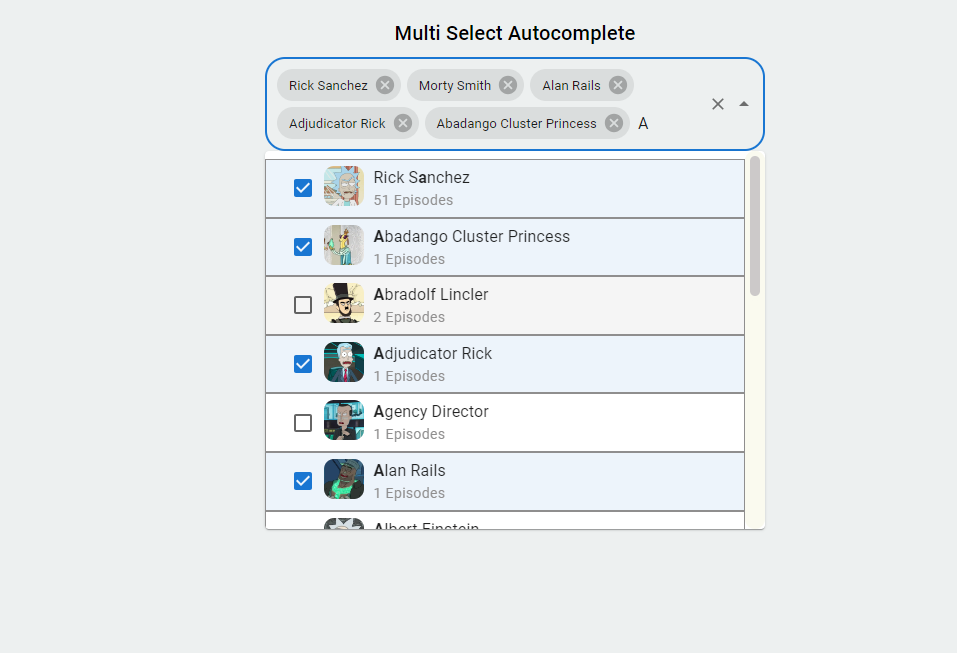 Multi Select Autocomplete
Rick Sanchez Morty Smith Alan Rails
Adjudicator Rick Abadango Cluster Princess A
Rick Sanchez
51 Episodes
Abadango Cluster Princess
1 Episodes
Abradolf Lincler
2 Episodes
Adjudicator Rick
1 Episodes
Agency Director
1 Episodes
Alan Rails
1 Episodes
Albert Einstein